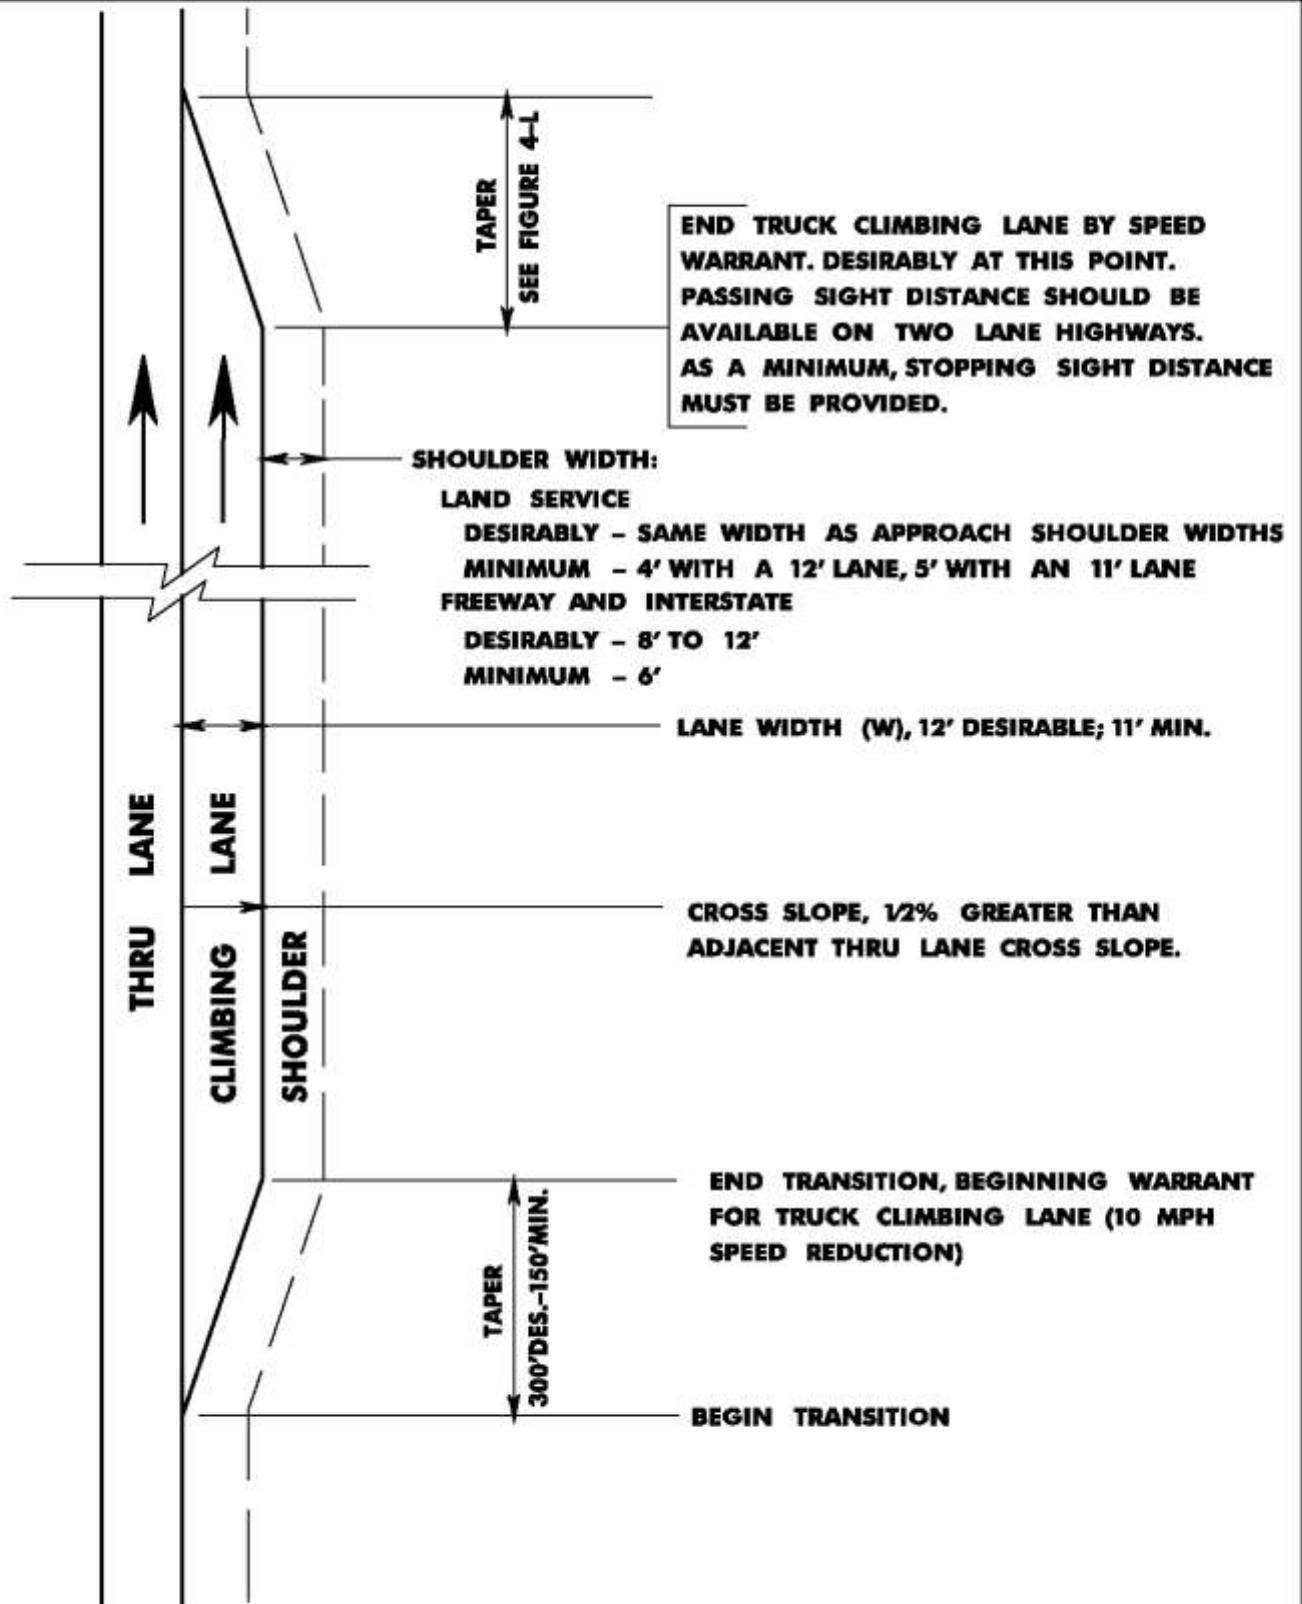 TAPER
SEE FIGURE 4-L
END TRUCK CLIMBING LANE BY SPEED
WARRANT. DESIRABLY AT THIS POINT.
PASSING SIGHT DISTANCE SHOULD BE
AVAILABLE ON TWO LANE HIGHWAYS.
AS A MINIMUM, STOPPING SIGHT DISTANCE
MUST BE PROVIDED.
SHOULDER WIDTH:
LAND SERVICE
DESIRABLY - SAME WIDTH AS APPROACH SHOULDER WIDTHS
MINIMUM - 4' WITH A 12' LANE, 5' WITH AN 11' LANE
FREEWAY AND INTERSTATE
DESIRABLY - 8' TO 12'
MINIMUM - 6'
LANE WIDTH (W), 12' DESIRABLE; 11' MIN.
THRU LANE
CLIMBING LANE
SHOULDER
CROSS SLOPE, 1/2% GREATER THAN
ADJACENT THRU LANE CROSS SLOPE.
END TRANSITION, BEGINNING WARRANT
FOR TRUCK CLIMBING LANE (10 MPH
SPEED REDUCTION)
TAPER
300'DES.-150'MIN.
BEGIN TRANSITION